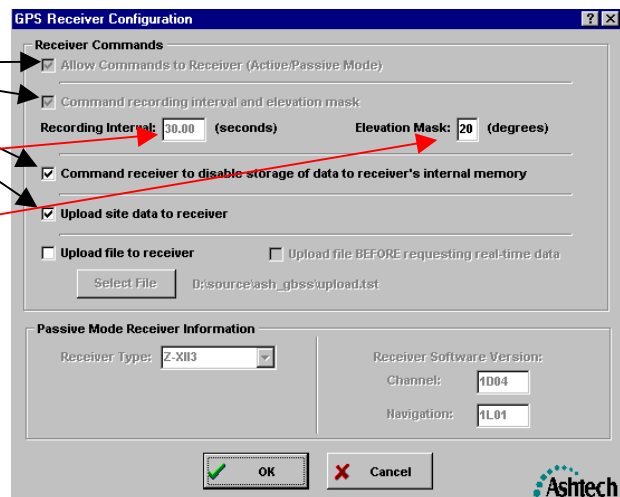 GPS Receiver Configuration
Receiver Commands
Allow Commands to Receiver (Active/Passive Mode)
Command recording interval and elevation mask
Recording Interval: 30.00 (seconds) Elevation Mask: 20 (degrees)
Command receiver to disable storage of data to receiver's internal memory
Upload site data to receiver
Upload file to receiver Upload file BEFORE requesting real-time data
Select File D:\source\ash_gbss\upload.tst
Passive Mode Receiver Information
Receiver Type: Z-XII3 Receiver Software Version:
Channel: 1D04
Navigation: 1L01
OK Cancel
Ashtech